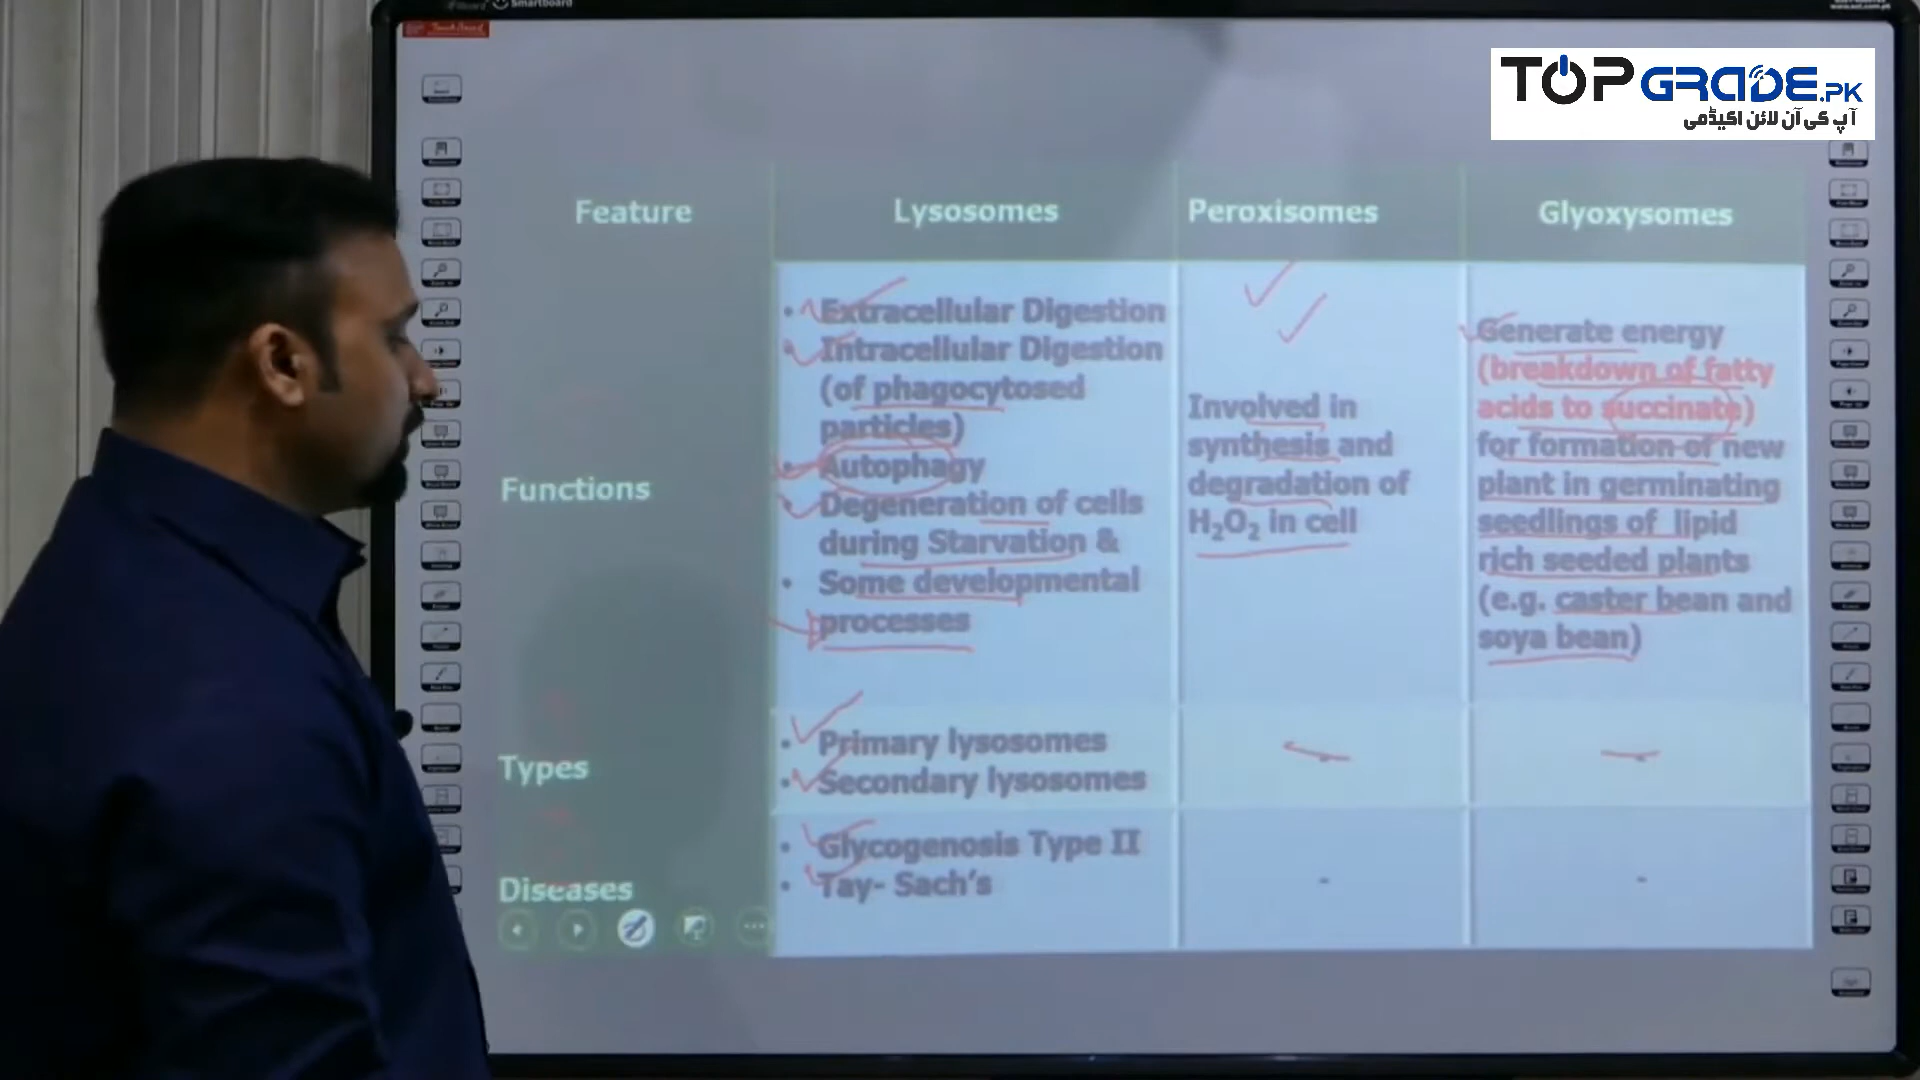 Smartboard
TOPGRADE.PK
آپ کی آن لائن اکیڈمی
Feature
Lysosomes
Peroxisomes
Glyoxysomes
Functions
• Extracellular Digestion
• Intracellular Digestion
(of phagocytosed
particles)
• Autophagy
• Degeneration of cells
during Starvation &
• Some developmental
processes
Involved in
synthesis and
degradation of
H₂O₂ in cell
Generate energy
(breakdown of fatty
acids to succinate)
for formation of new
plant in germinating
seedlings of lipid
rich seeded plants
(e.g. caster bean and
soya bean)
Types
• Primary lysosomes
• Secondary lysosomes
-
-
Diseases
• Glycogenosis Type II
• Tay- Sach's
-
-